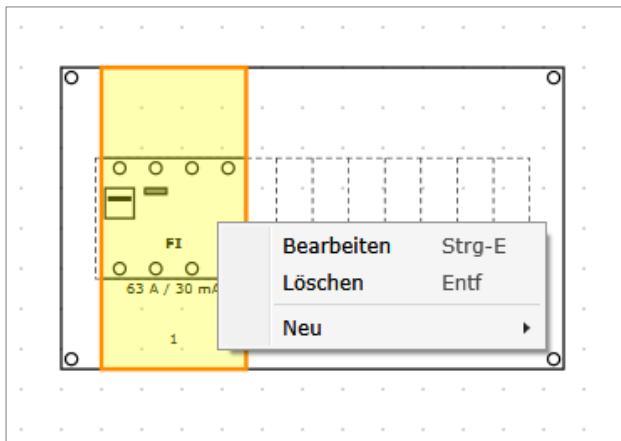 FI
63 A / 30 mA
1
Bearbeiten Strg-E
Löschen Entf
Neu